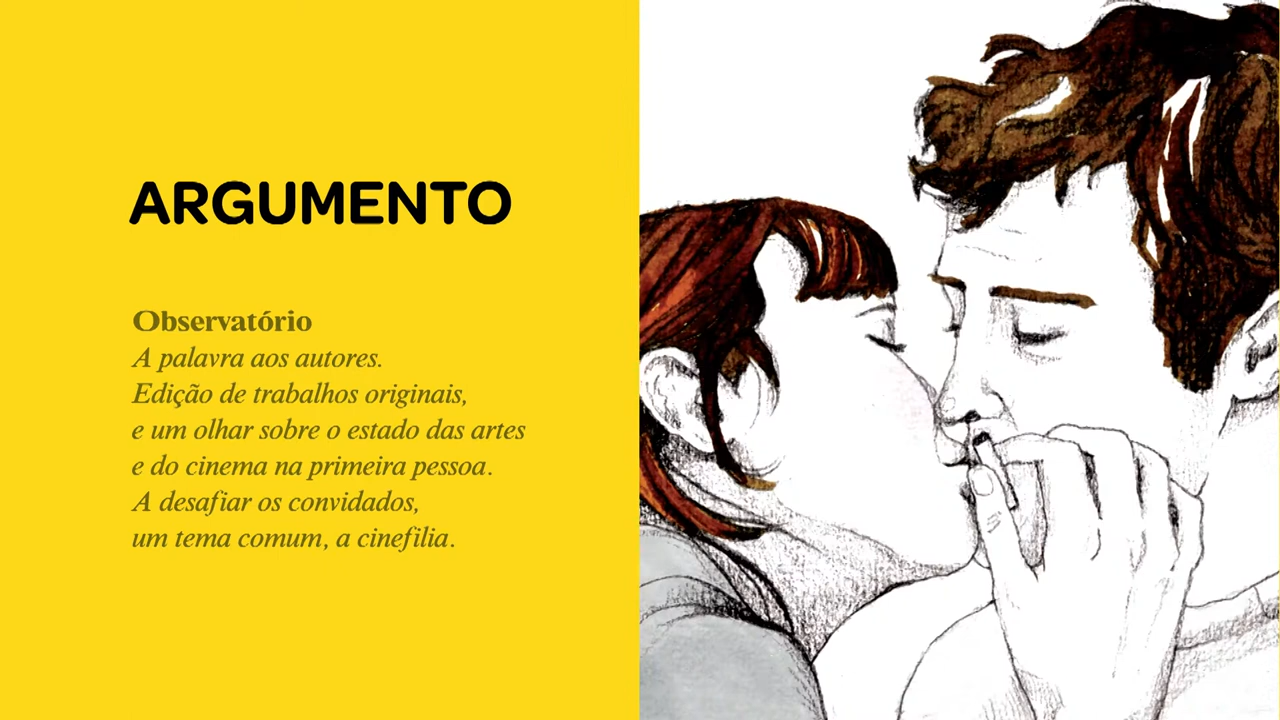 ARGUMENTO
Observatório
A palavra aos autores.
Edição de trabalhos originais,
e um olhar sobre o estado das artes
e do cinema na primeira pessoa.
A desafiar os convidados,
um tema comum, a cinefilia.